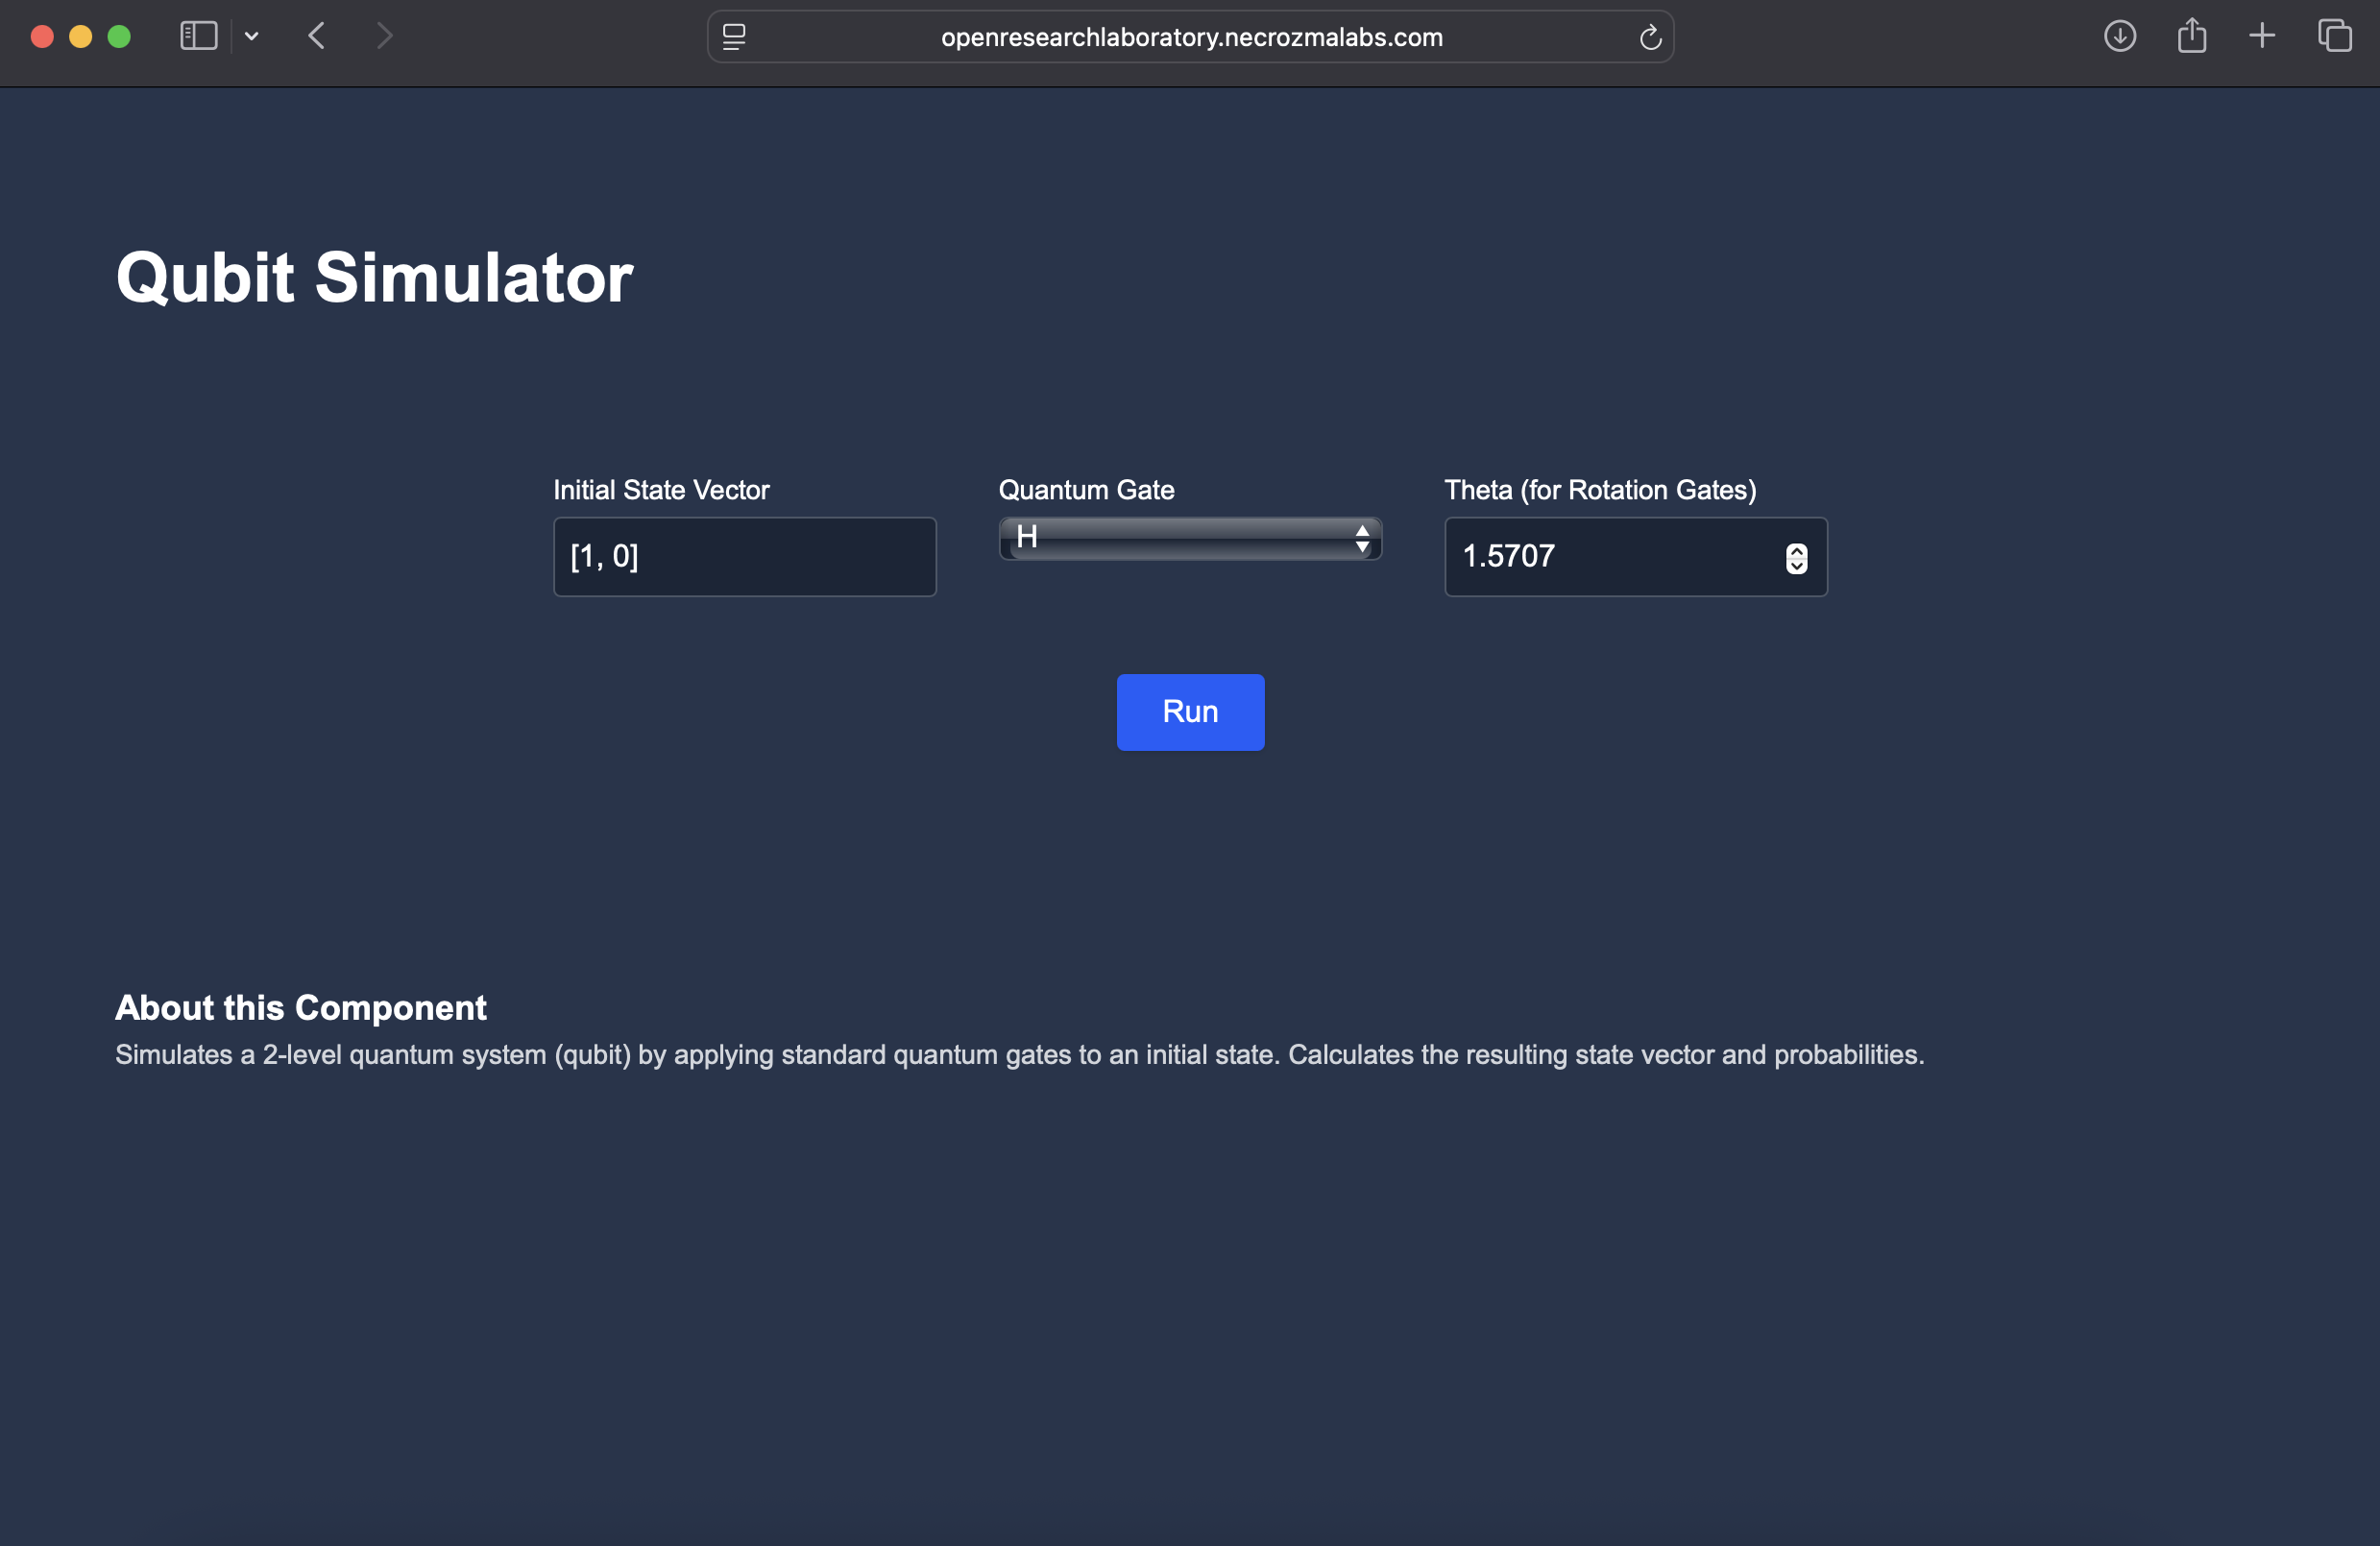 openresearchlaboratory.necrozmalabs.com
Qubit Simulator
Initial State Vector
Quantum Gate
Theta (for Rotation Gates)
[1, 0]
H
1.5707
Run
About this Component
Simulates a 2-level quantum system (qubit) by applying standard quantum gates to an initial state. Calculates the resulting state vector and probabilities.